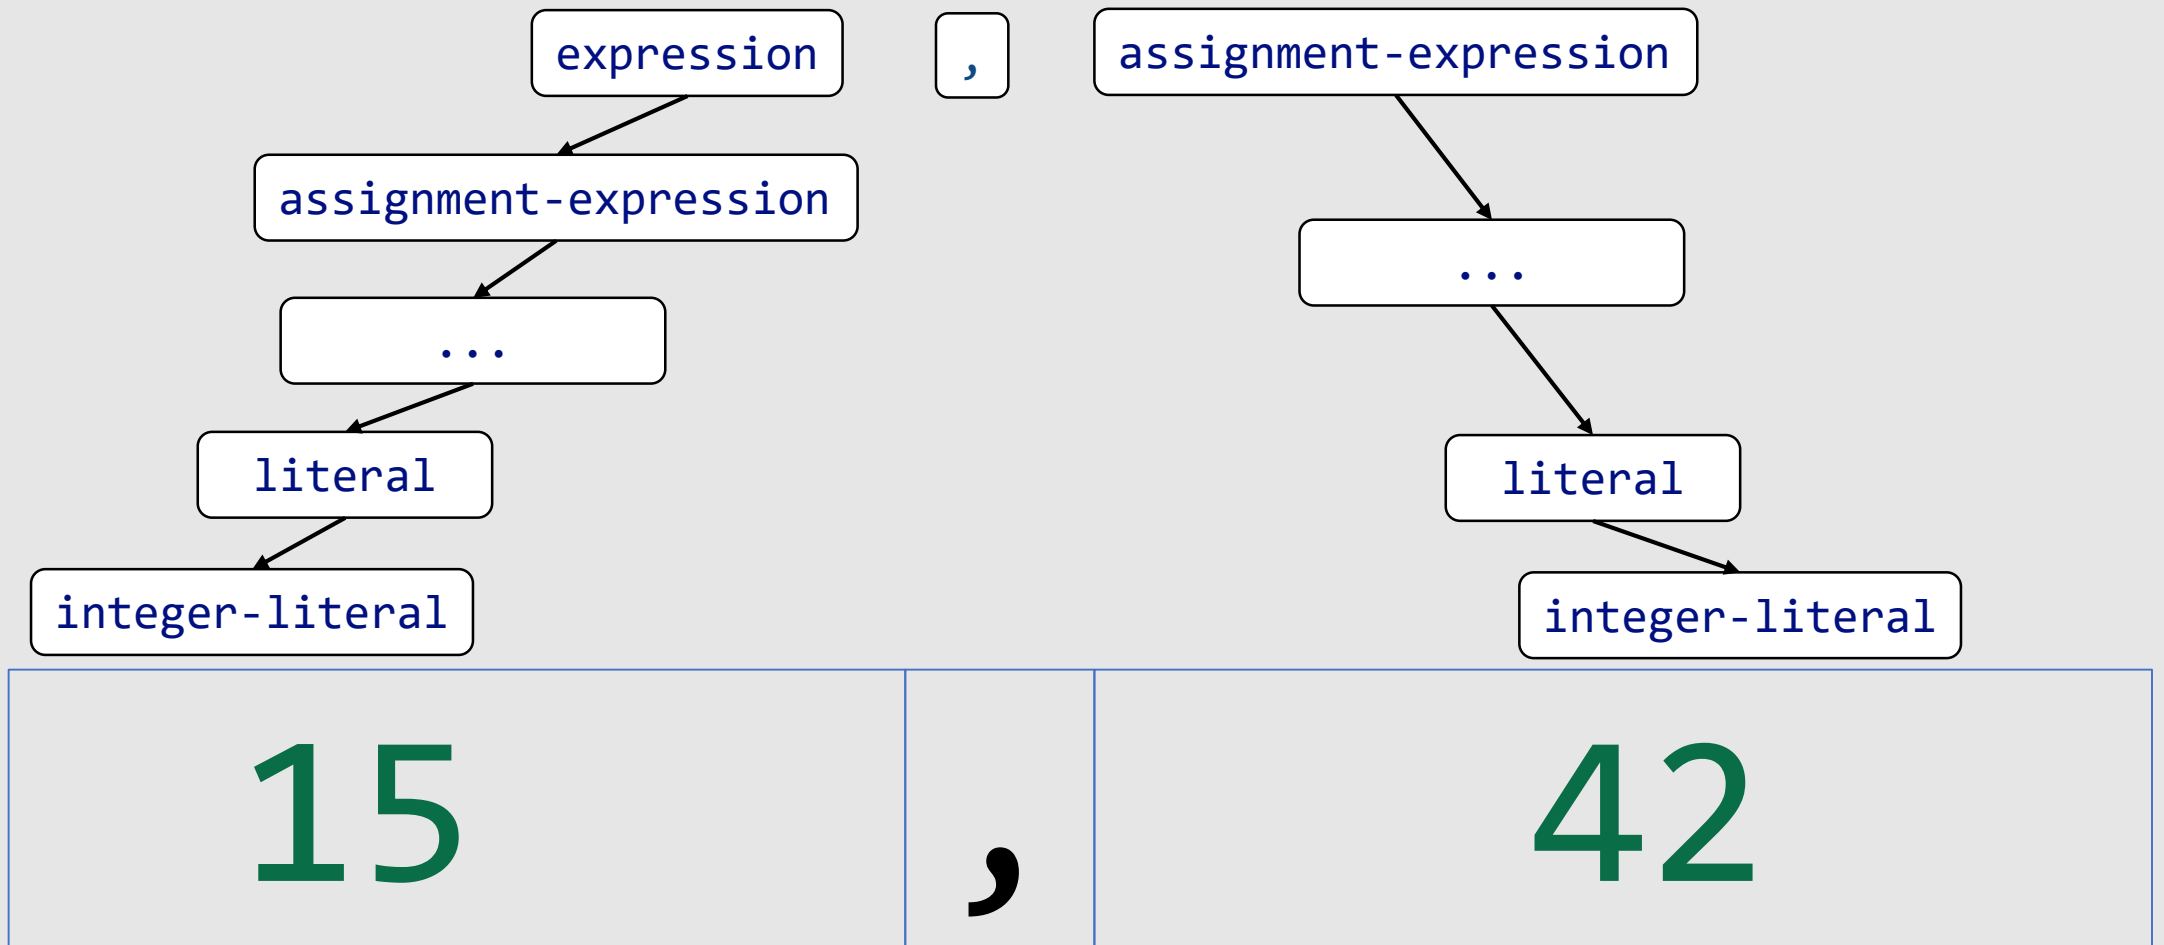 expression , assignment-expression
assignment-expression
...
...
literal
literal
integer-literal
integer-literal
15 , 42